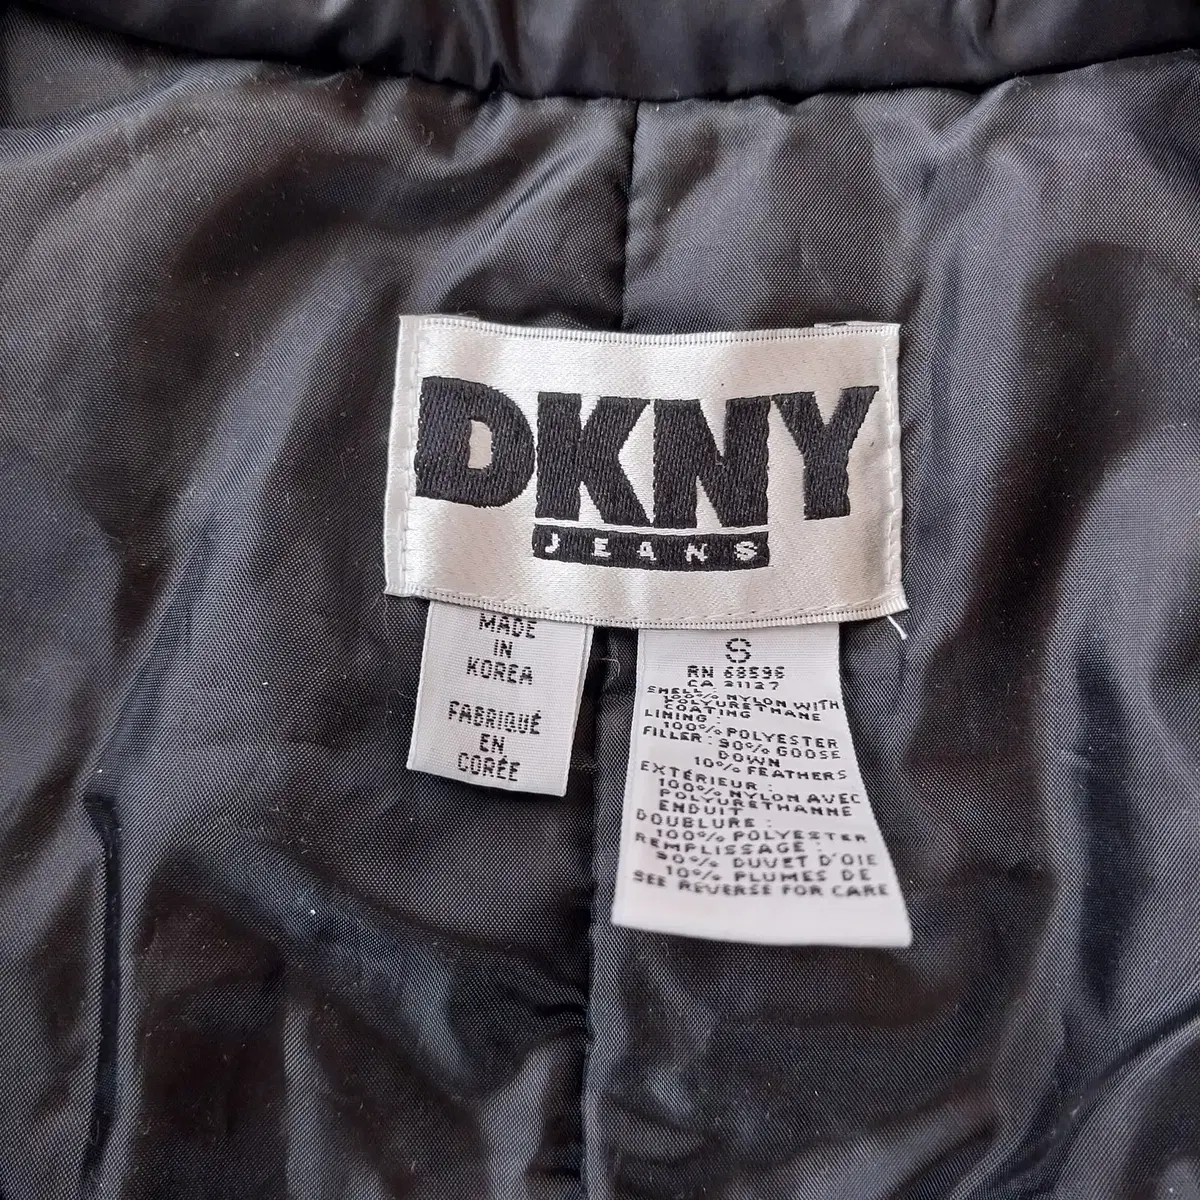 DKNY
JEANS
MADE
IN
KOREA
FABRIQUÉ
EN
CORÉE
S
RN 68596
CA 31127
SHELL:
100% NYLON WITH
POLYURETHANE
COATING
LINING:
100% POLYESTER
FILLER: 90% GOOSE
DOWN
10% FEATHERS
EXTÉRIEUR:
100% NYLON AVEC
POLYURETHANNE
ENDUIT
DOUBLURE:
100% POLYESTER
REMPLISSAGE:
90% DUVET D'OIE
10% PLUMES DE
SEE REVERSE FOR CARE